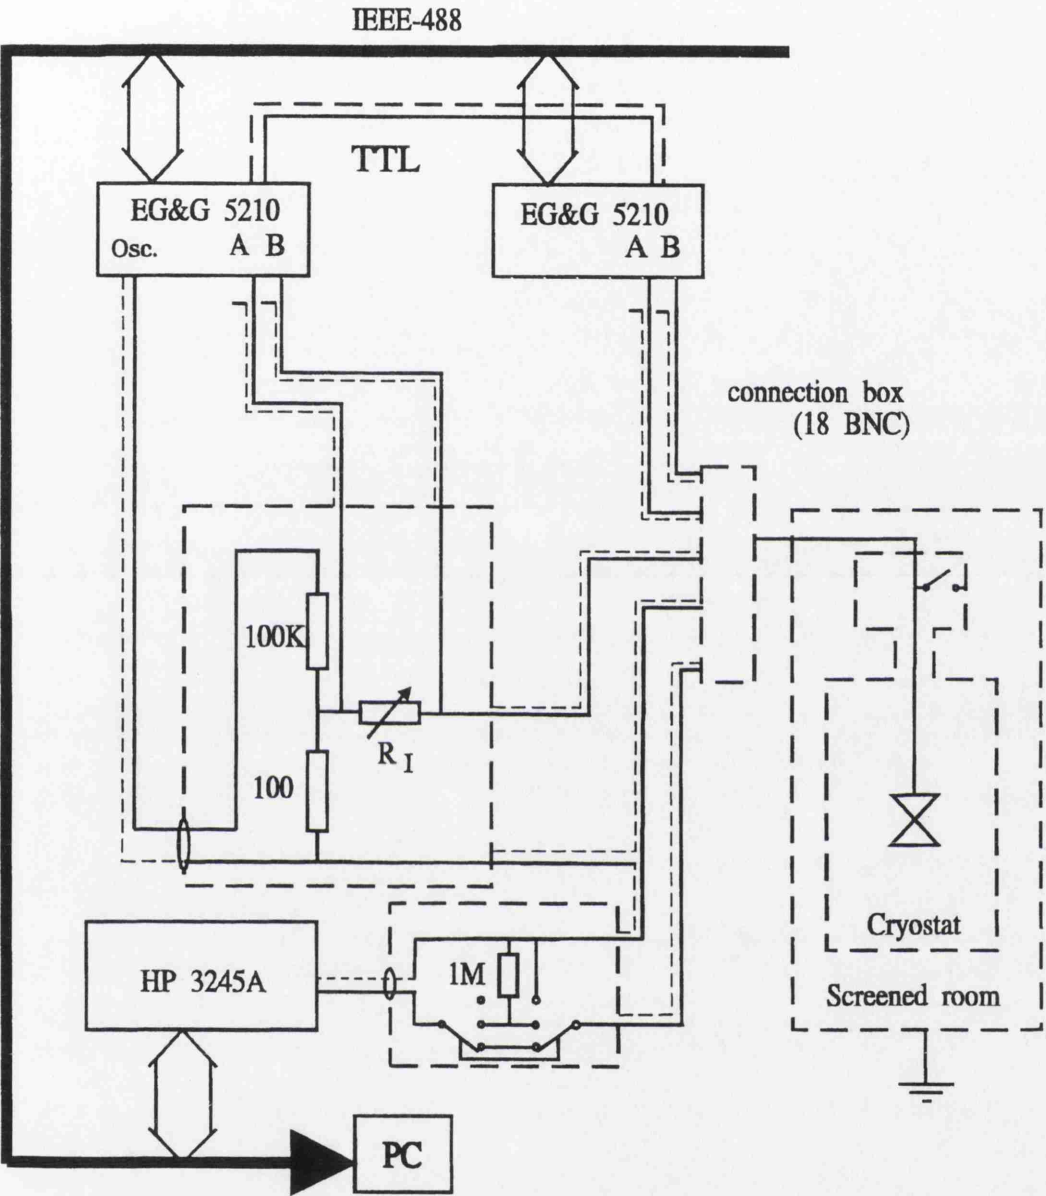 IEEE-488
TTL
EG&G 5210
Osc. A B
EG&G 5210
A B
connection box
(18 BNC)
100K
R I
100
Cryostat
HP 3245A
1M
Screened room
PC